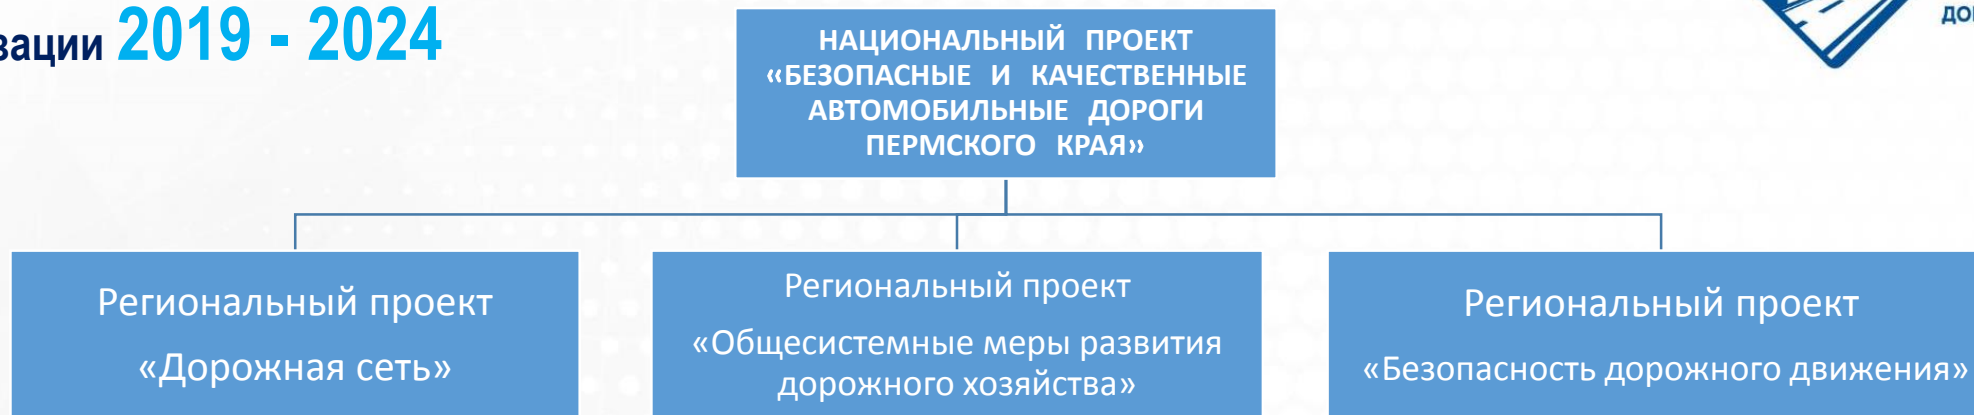 2019 - 2024
НАЦИОНАЛЬНЫЙ ПРОЕКТ
«БЕЗОПАСНЫЕ И КАЧЕСТВЕННЫЕ
АВТОМОБИЛЬНЫЕ ДОРОГИ
ПЕРМСКОГО КРАЯ»
Региональный проект
«Дорожная сеть»
Региональный проект
«Общесистемные меры развития
дорожного хозяйства»
Региональный проект
«Безопасность дорожного движения»